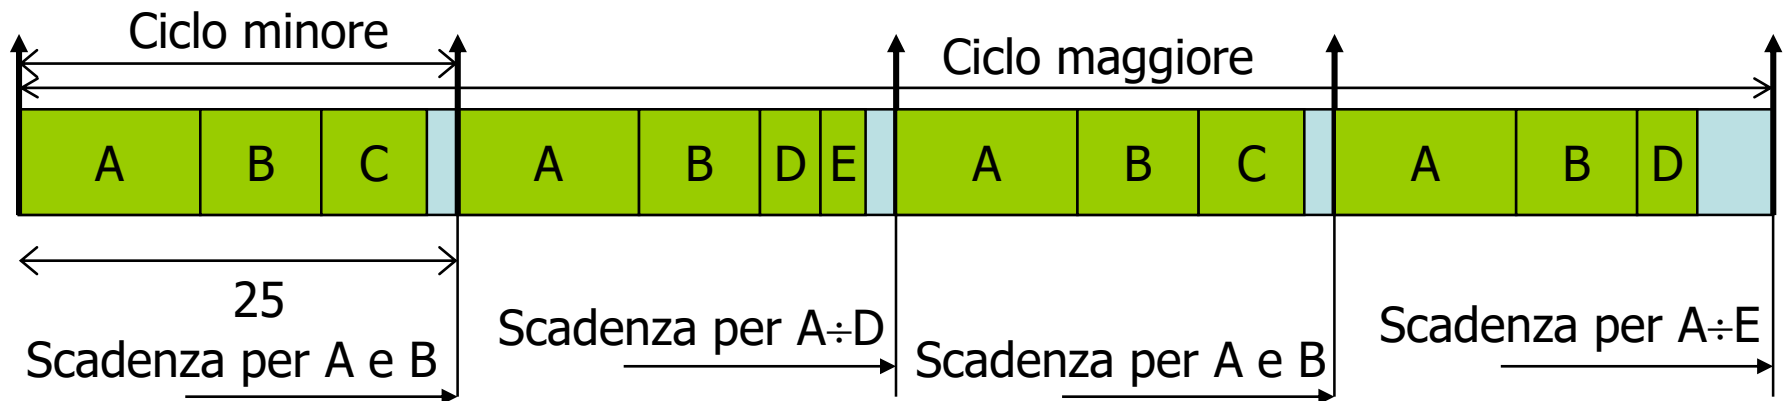 Ciclo minore
Ciclo maggiore
A B C A B D E A B C A B D
25
Scadenza per A e B
Scadenza per A÷D
Scadenza per A e B
Scadenza per A÷E